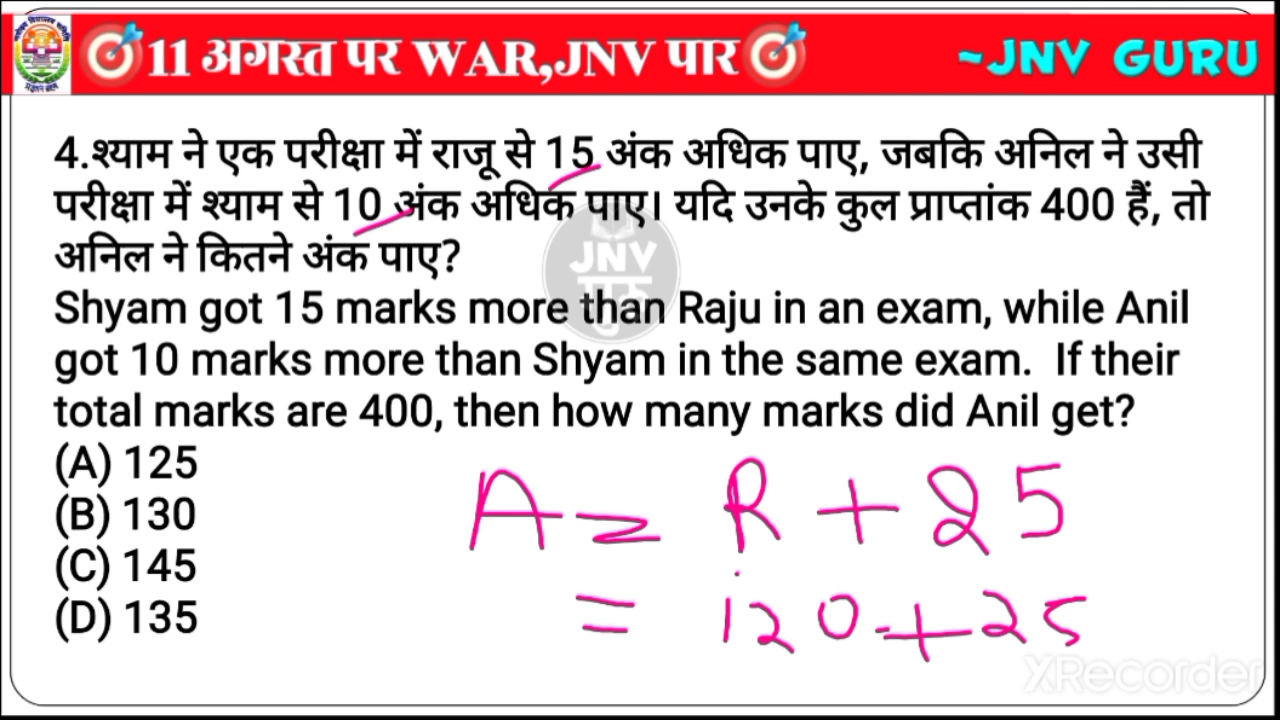 11 अगस्त पर WAR,JNV पार
~JNV GURU
4.श्याम ने एक परीक्षा में राजू से 15 अंक अधिक पाए, जबकि अनिल ने उसी
परीक्षा में श्याम से 10 अंक अधिक पाए। यदि उनके कुल प्राप्तांक 400 हैं, तो
अनिल ने कितने अंक पाए?
JNV
गुरु
Shyam got 15 marks more than Raju in an exam, while Anil
got 10 marks more than Shyam in the same exam. If their
total marks are 400, then how many marks did Anil get?
(A) 125
(B) 130
(C) 145
(D) 135
A = R + 25
= 120 + 25
XRecorder